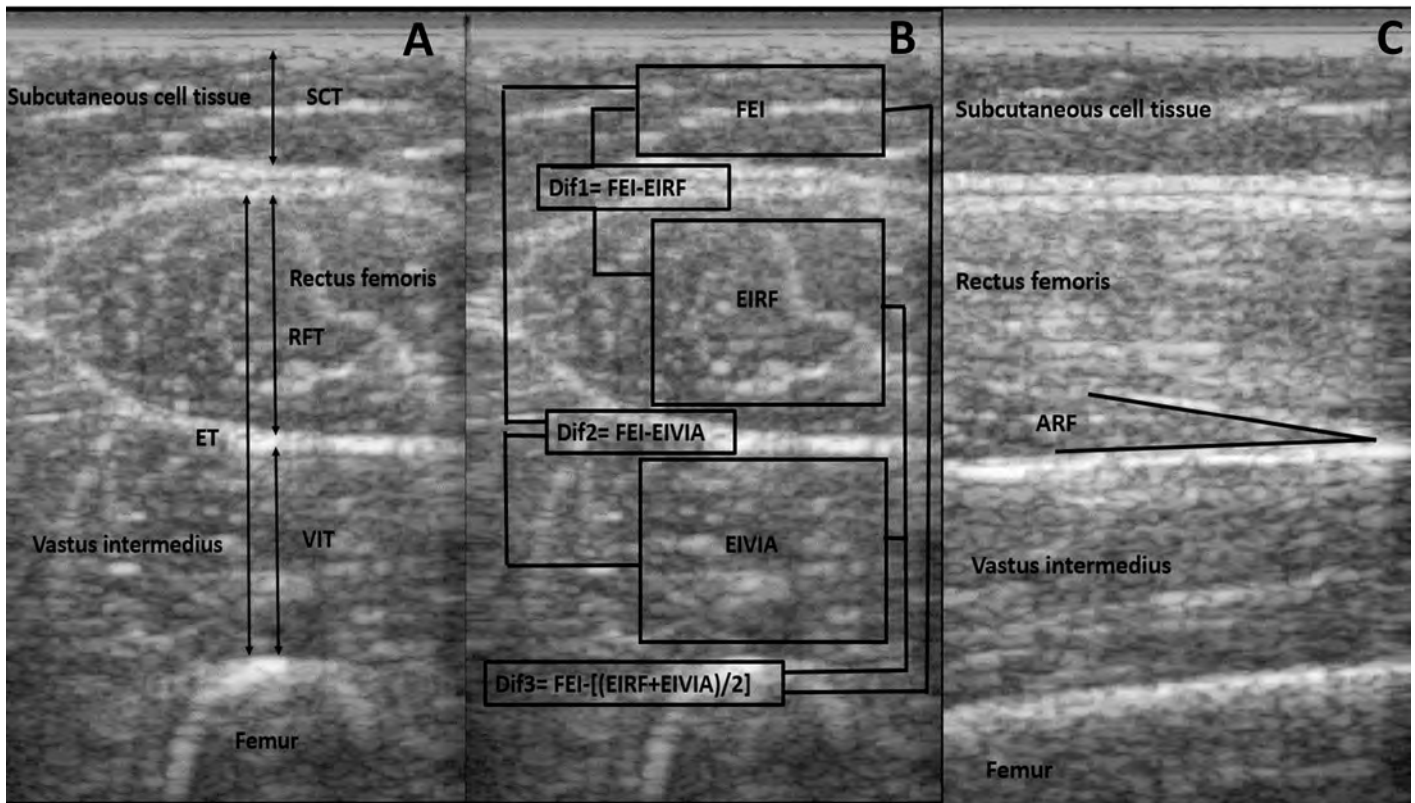 A
Subcutaneous cell tissue
SCT
Rectus femoris
RFT
ET
Vastus intermedius
VIT
Femur
B
FEI
Dif1= FEI-EIRF
EIRF
Dif2= FEI-EIVIA
EIVIA
Dif3= FEI-[(EIRF+EIVIA)/2]
C
Subcutaneous cell tissue
Rectus femoris
ARF
Vastus intermedius
Femur